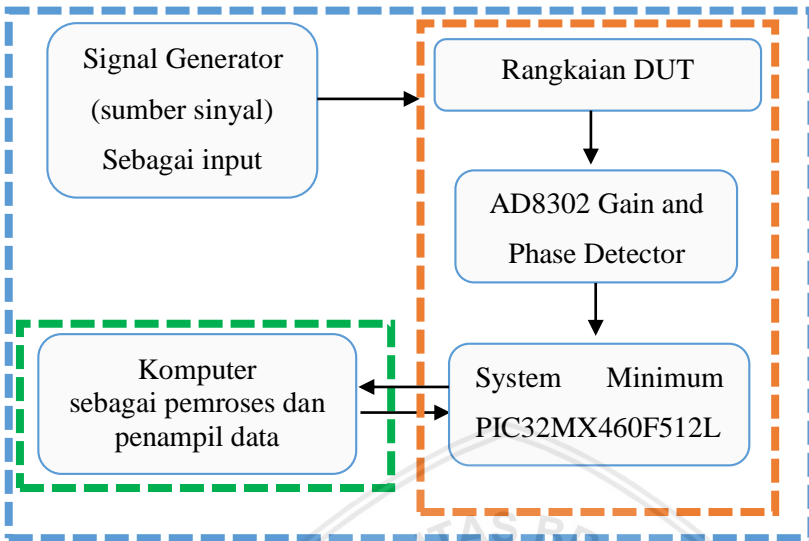 Signal Generator
(sumber sinyal)
Sebagai input
Rangkaian DUT
AD8302 Gain and
Phase Detector
System Minimum
PIC32MX460F512L
Komputer
sebagai pemroses dan
penampil data